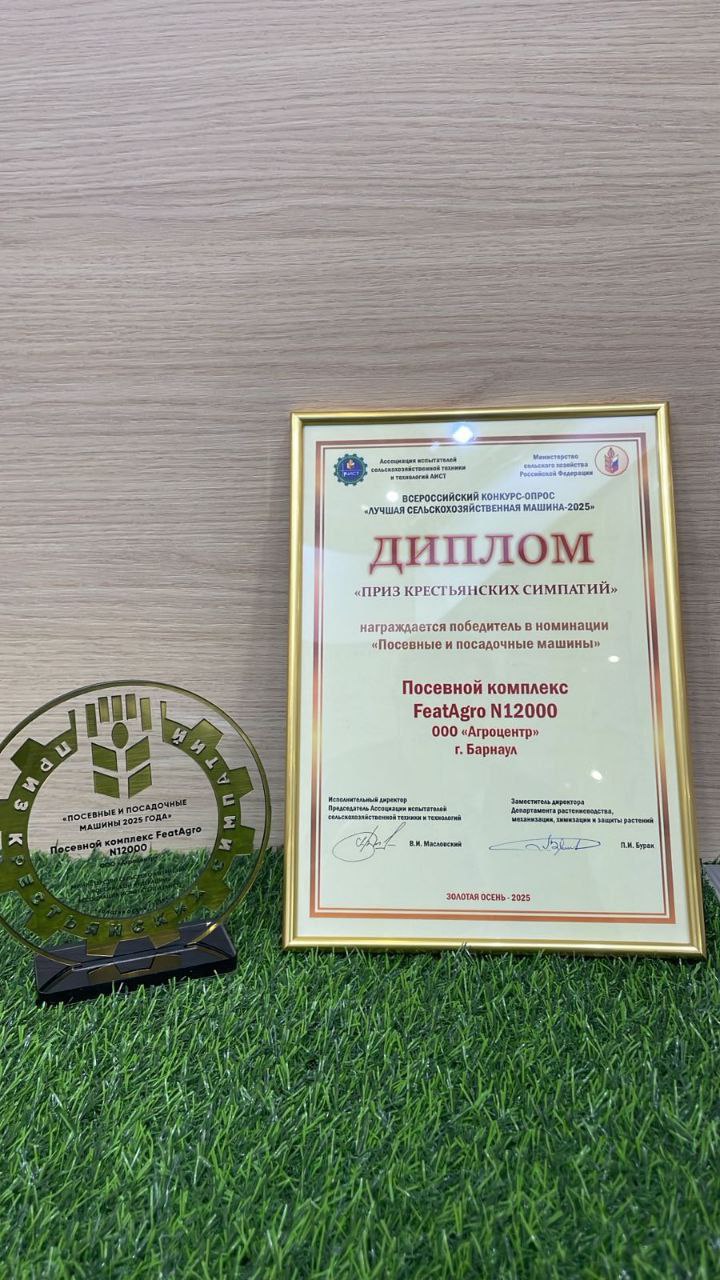 Ассоциация испытателей
сельскохозяйственной техники
и технологий АИСТ
АИСТ
Министерство
сельского хозяйства
Российской Федерации
ВСЕРОССИЙСКИЙ КОНКУРС-ОПРОС
«ЛУЧШАЯ СЕЛЬСКОХОЗЯЙСТВЕННАЯ МАШИНА-2025»
ДИПЛОМ
«ПРИЗ КРЕСТЬЯНСКИХ СИМПАТИЙ»
награждается победитель в номинации
«Посевные и посадочные машины»
Посевной комплекс
FeatAgro N12000
ООО «Агроцентр»
г. Барнаул
Исполнительный директор
Председатель Ассоциации испытателей
сельскохозяйственной техники и технологий
В.И. Масловский
Заместитель директора
Департамента растениеводства,
механизации, химизации и защиты растений
П.И. Бурак
ЗОЛОТАЯ ОСЕНЬ - 2025
ПРИЗ КРЕСТЬЯНСКИХ СИМПАТИЙ
«ПОСЕВНЫЕ И ПОСАДОЧНЫЕ
МАШИНЫ 2025 ГОДА»
Посевной комплекс FeatAgro
N12000